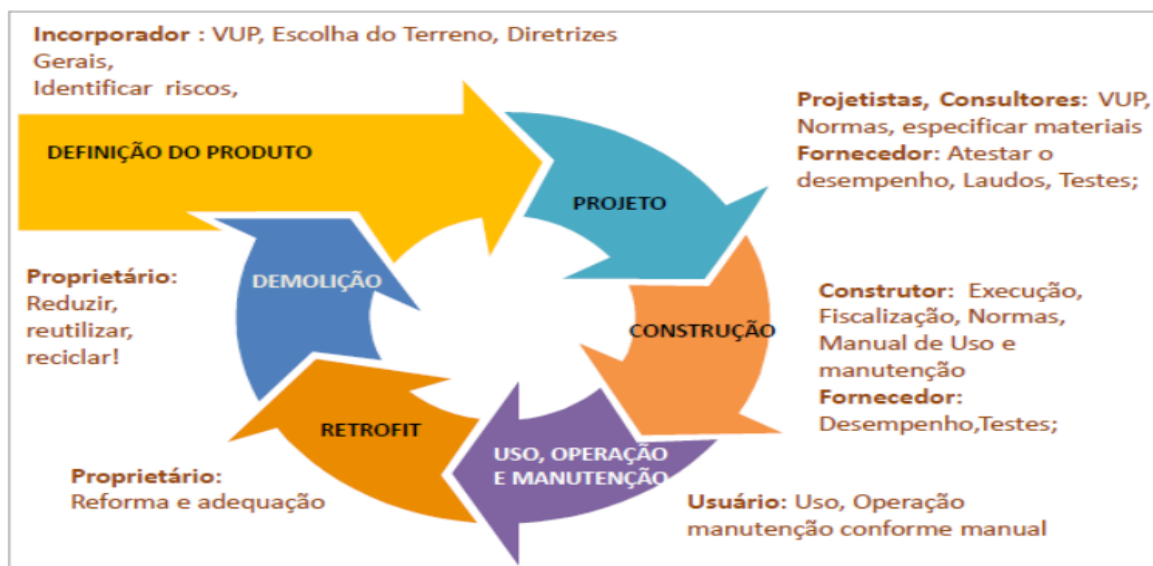 Incorporador : VUP, Escolha do Terreno, Diretrizes
Gerais,
Identificar riscos,
DEFINIÇÃO DO PRODUTO
Projetistas, Consultores: VUP,
Normas, especificar materiais
Fornecedor: Atestar o
desempenho, Laudos, Testes;
PROJETO
DEMOLIÇÃO
Proprietário:
Reduzir,
reutilizar,
reciclar!
CONSTRUÇÃO
Construtor: Execução,
Fiscalização, Normas,
Manual de Uso e
manutenção
Fornecedor:
Desempenho,Testes;
RETROFIT
USO, OPERAÇÃO
E MANUTENÇÃO
Proprietário:
Reforma e adequação
Usuário: Uso, Operação
manutenção conforme manual